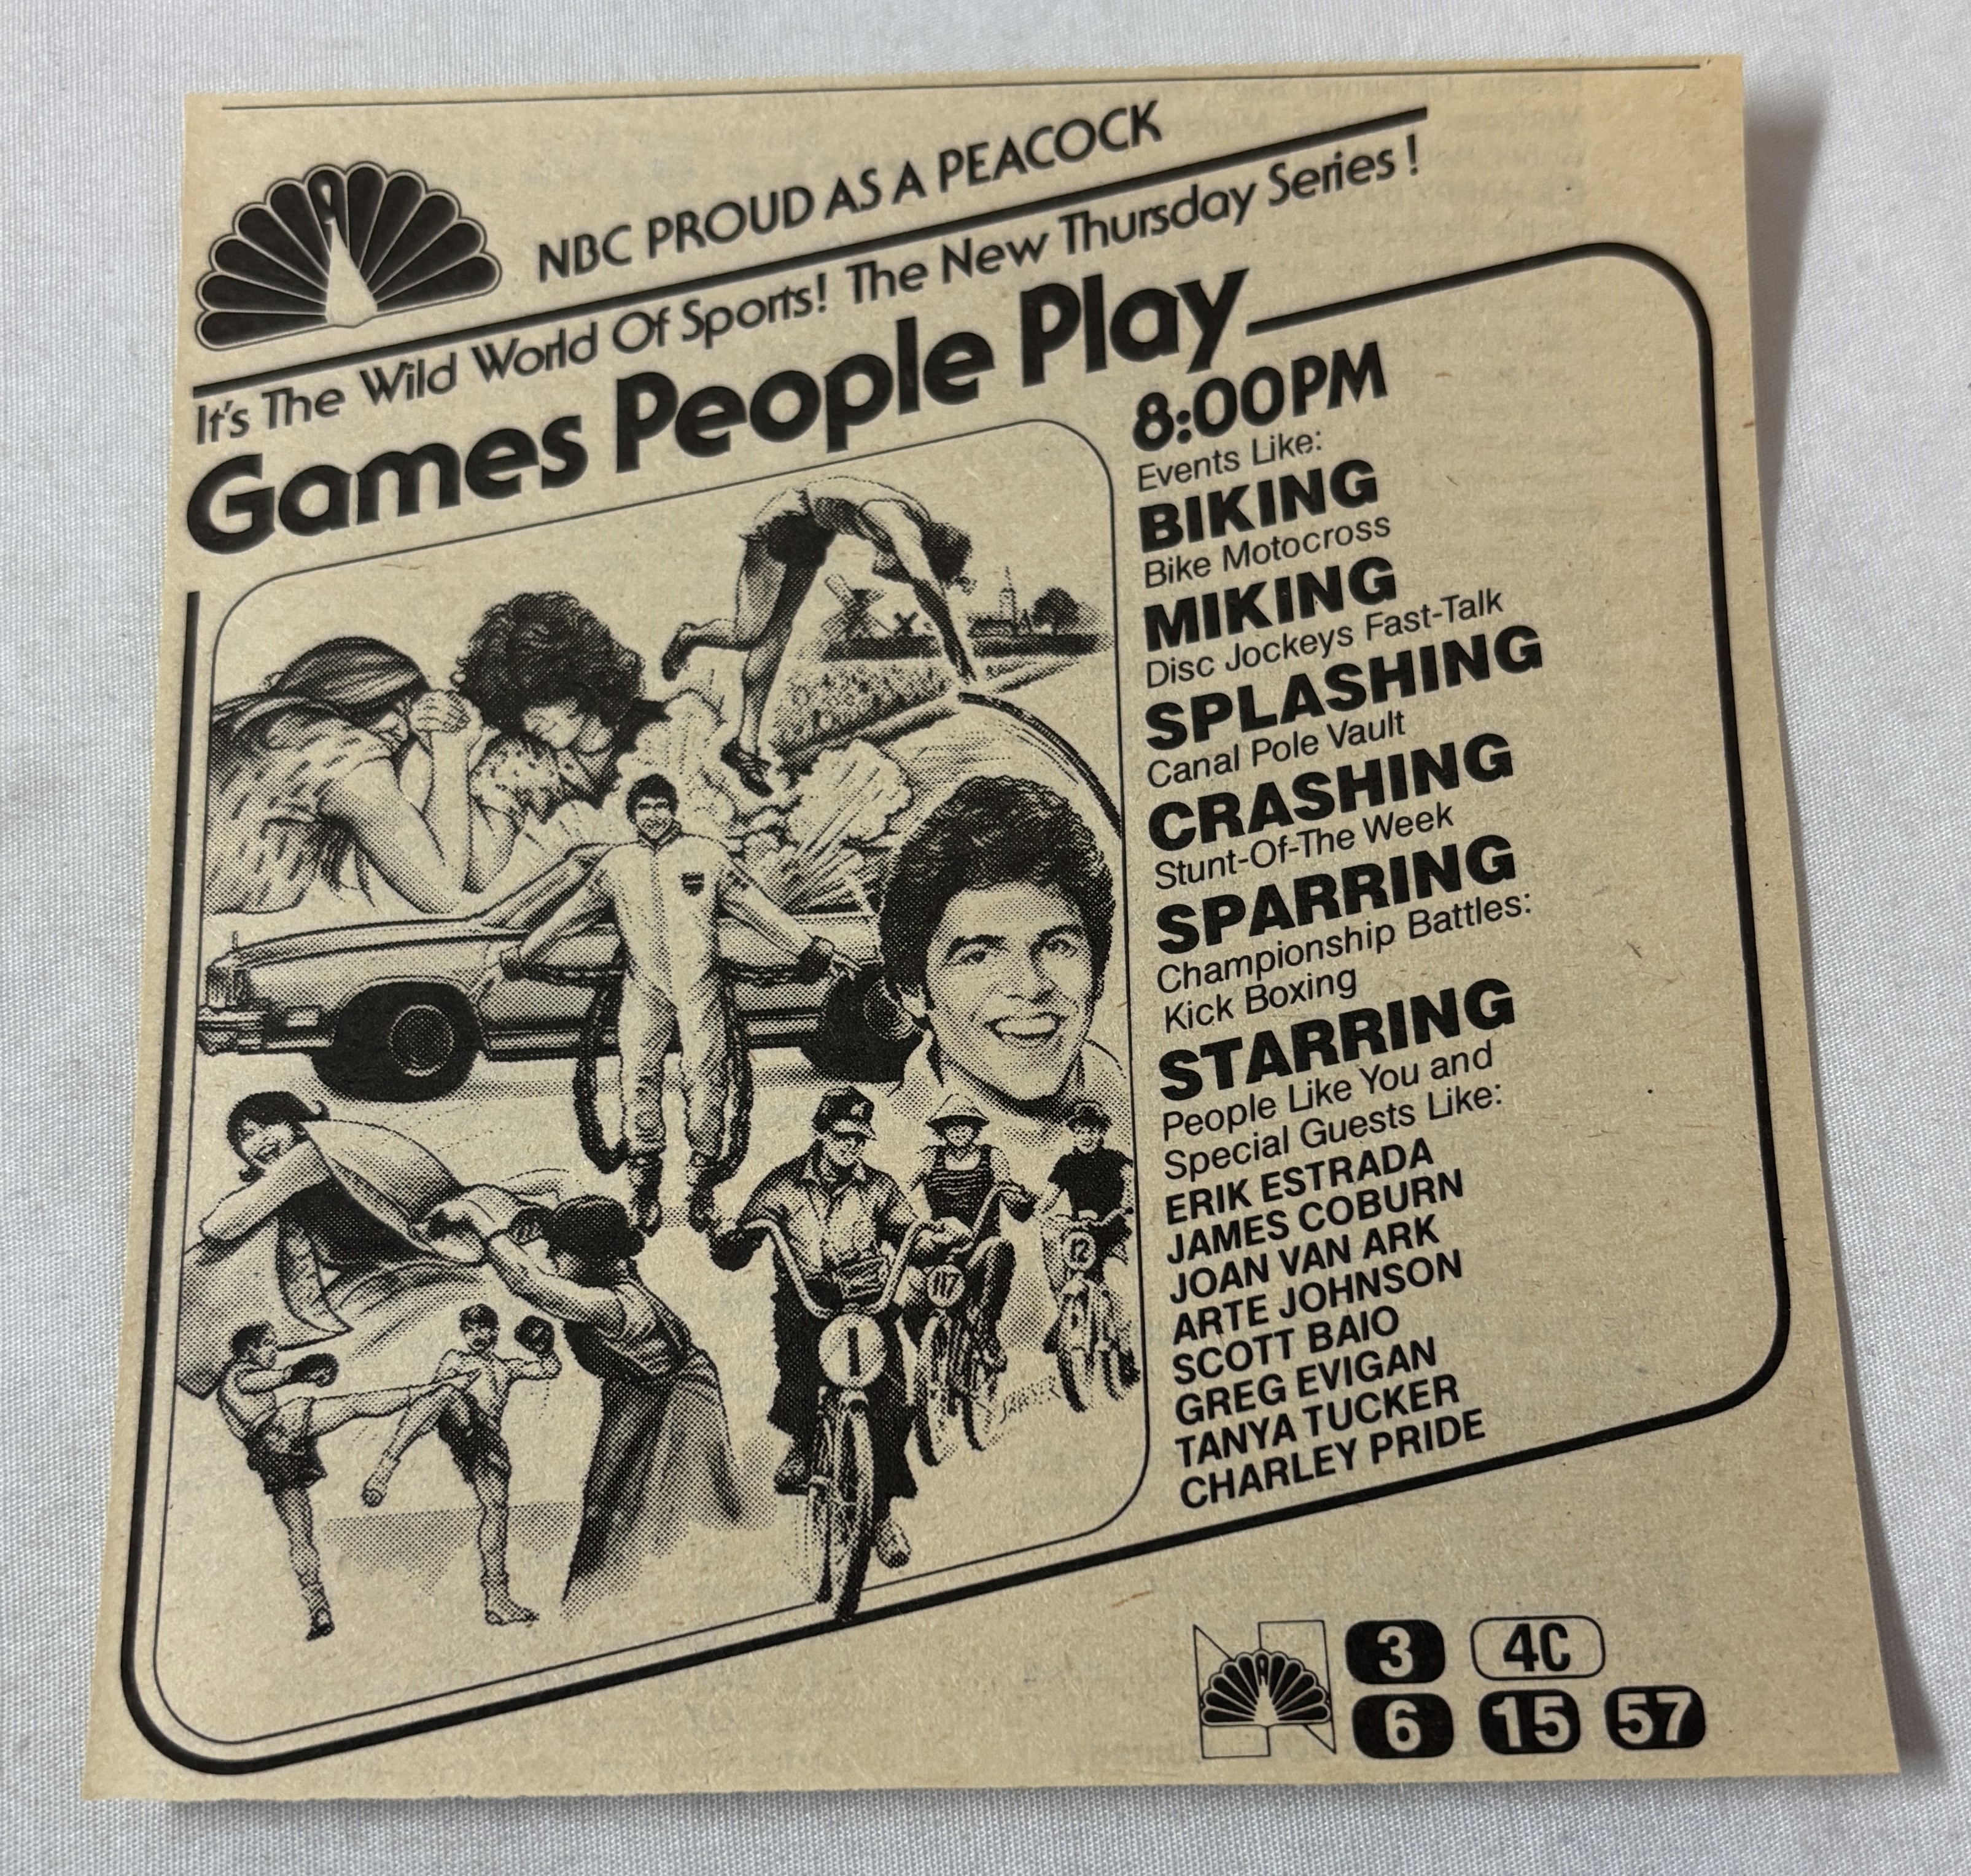 NBC PROUD AS A PEACOCK
It's The Wild World Of Sports! The New Thursday Series!
Games People Play
8:00PM
Events Like:
BIKING
Bike Motocross
MIKING
Disc Jockeys Fast-Talk
SPLASHING
Canal Pole Vault
CRASHING
Stunt-Of-The Week
SPARRING
Championship Battles:
Kick Boxing
STARRING
People Like You and
Special Guests Like:
ERIK ESTRADA
JAMES COBURN
JOAN VAN ARK
ARTE JOHNSON
SCOTT BAIO
GREG EVIGAN
TANYA TUCKER
CHARLEY PRIDE
12
117
1
3 4C
6 15 57